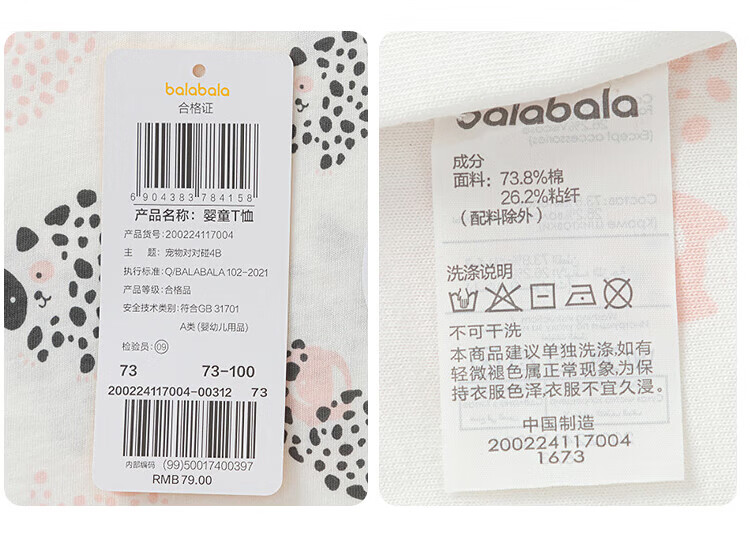 balabala
合格证
6 904383 784158
产品名称: 婴童T恤
产品货号: 200224117004
主 题: 宠物对对碰4B
执行标准: Q/BALABALA 102-2021
产品等级: 合格品
安全技术类别: 符合GB 31701
A类 (婴幼儿用品)
检验员: 09
73 73-100
200224117004-00312 73
内部编码 (99)50017400397
RMB 79.00
balabala
成分
面料: 73.8%棉
26.2%粘纤
(配料除外)
洗涤说明
不可干洗
本商品建议单独洗涤,如有
轻微褪色属正常现象,为保
持衣服色泽,衣服不宜久浸。
中国制造
200224117004
1673